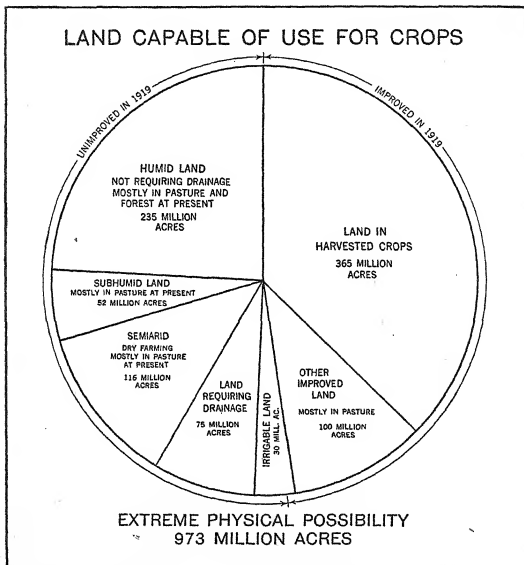 LAND CAPABLE OF USE FOR CROPS
UNIMPROVED IN 1919
IMPROVED IN 1919
HUMID LAND
NOT REQUIRING DRAINAGE
MOSTLY IN PASTURE AND
FOREST AT PRESENT
235 MILLION
ACRES
LAND IN
HARVESTED CROPS
365 MILLION
ACRES
SUBHUMID LAND
MOSTLY IN PASTURE AT PRESENT
52 MILLION ACRES
SEMIARID
DRY FARMING
MOSTLY IN PASTURE
AT PRESENT
116 MILLION
ACRES
LAND
REQUIRING
DRAINAGE
75 MILLION
ACRES
IRRIGABLE LAND
30 MILL. AC.
OTHER
IMPROVED
LAND
MOSTLY IN PASTURE
100 MILLION
ACRES
EXTREME PHYSICAL POSSIBILITY
973 MILLION ACRES